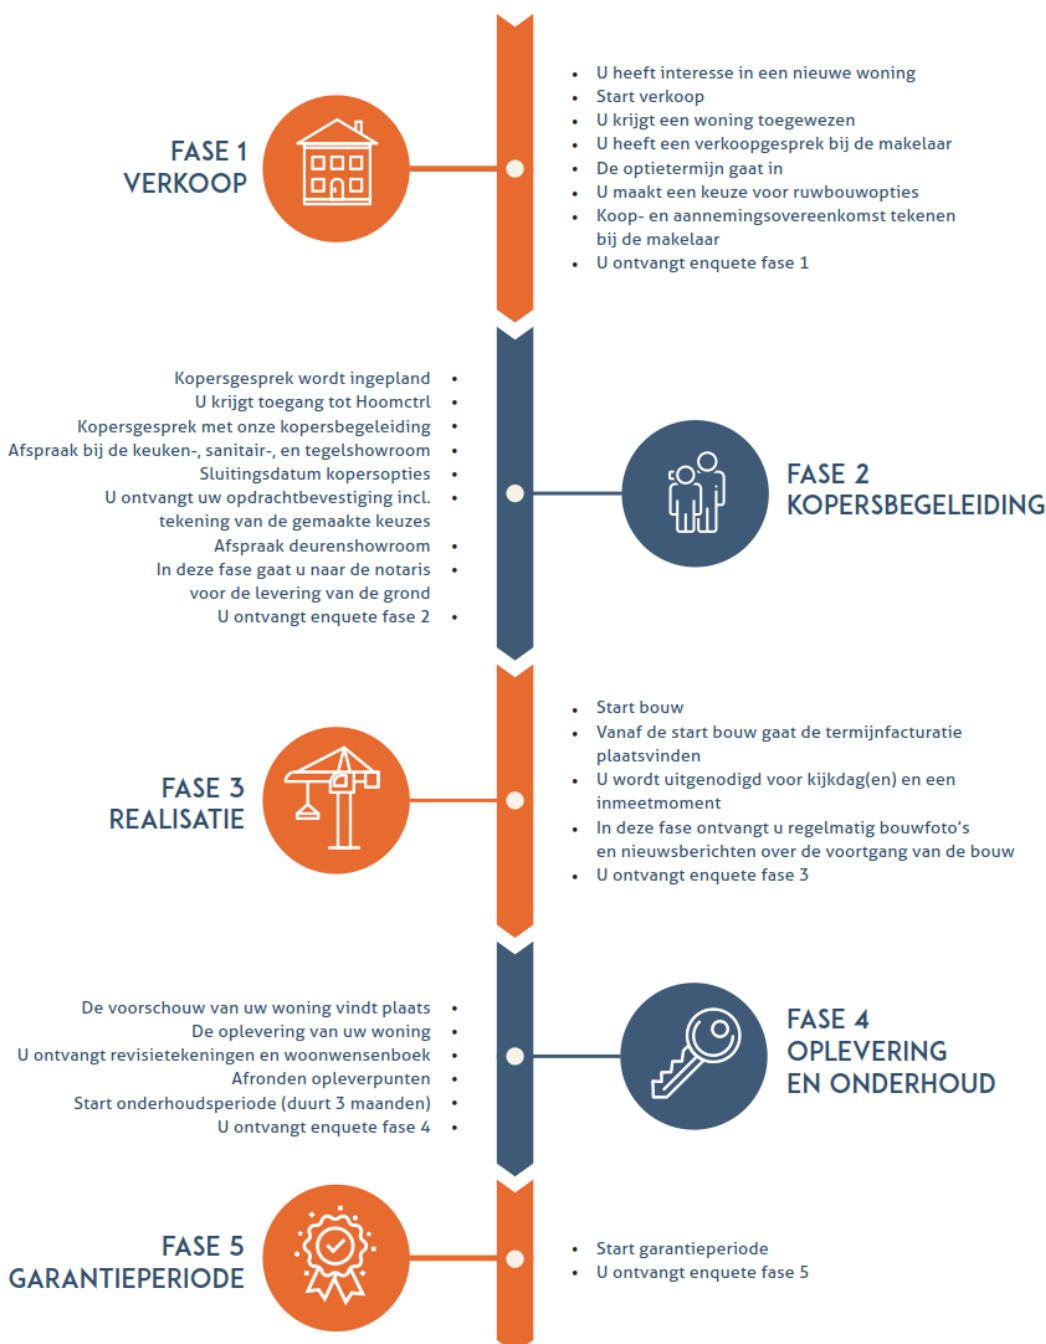 FASE 1
VERKOOP
• U heeft interesse in een nieuwe woning
• Start verkoop
• U krijgt een woning toegewezen
• U heeft een verkoopgesprek bij de makelaar
• De optietermijn gaat in
• U maakt een keuze voor ruwbouwopties
• Koop- en aannemingsovereenkomst tekenen
bij de makelaar
• U ontvangt enquete fase 1
FASE 2
KOPERSBEGELEIDING
Kopersgesprek wordt ingepland •
U krijgt toegang tot Hoomctrl •
Kopersgesprek met onze kopersbegeleiding •
Afspraak bij de keuken-, sanitair-, en tegelshowroom •
Sluitingsdatum kopersopties •
U ontvangt uw opdrachtbevestiging incl. •
tekening van de gemaakte keuzes
Afspraak deurenshowroom •
In deze fase gaat u naar de notaris •
voor de levering van de grond
U ontvangt enquete fase 2 •
FASE 3
REALISATIE
• Start bouw
• Vanaf de start bouw gaat de termijnfacturatie
plaatsvinden
• U wordt uitgenodigd voor kijkdag(en) en een
inmeetmoment
• In deze fase ontvangt u regelmatig bouwfoto's
en nieuwsberichten over de voortgang van de bouw
• U ontvangt enquete fase 3
FASE 4
OPLEVERING
EN ONDERHOUD
De voorschouw van uw woning vindt plaats •
De oplevering van uw woning •
U ontvangt revisietekeningen en woonwensenboek •
Afronden opleverpunten •
Start onderhoudsperiode (duurt 3 maanden) •
U ontvangt enquete fase 4 •
FASE 5
GARANTIEPERIODE
• Start garantieperiode
• U ontvangt enquete fase 5